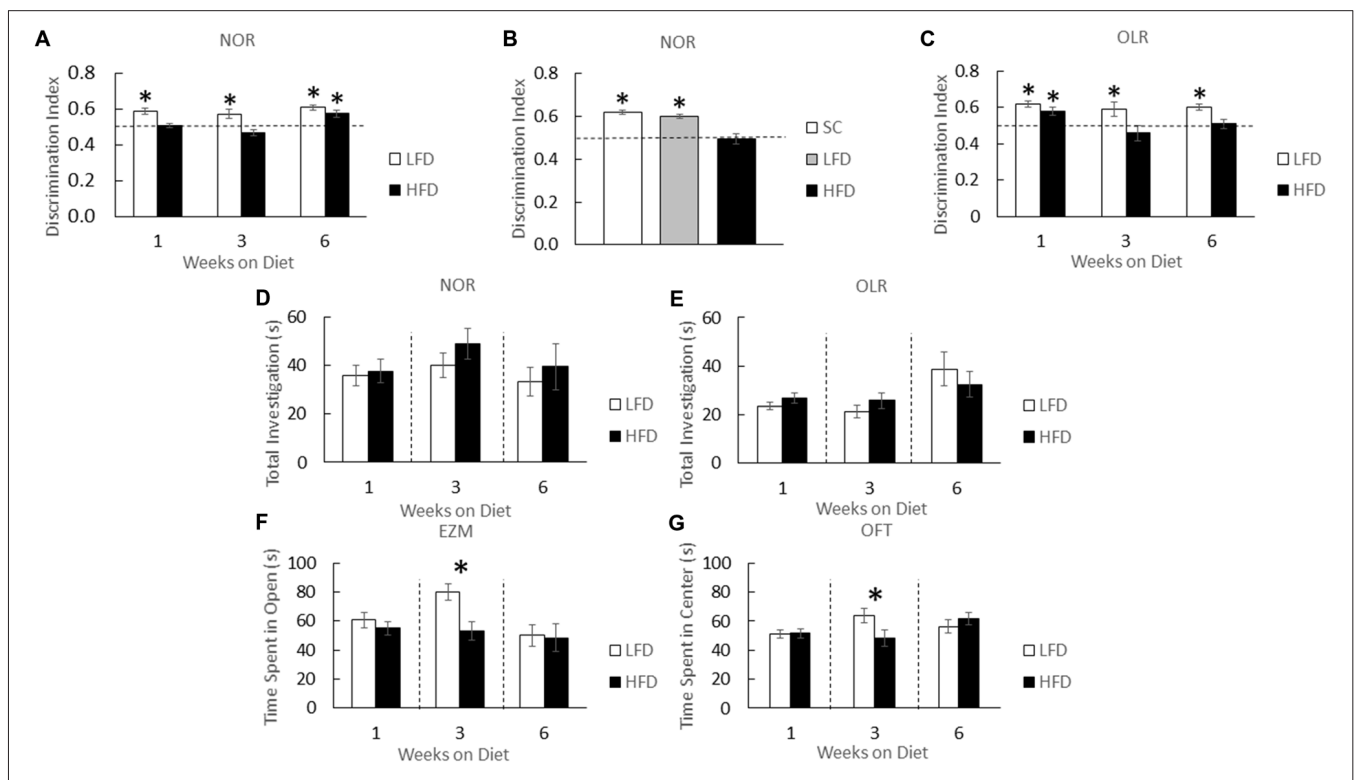 A
NOR
Discrimination Index
0.8
0.6
0.4
0.2
0.0
* * * *
1 3 6
Weeks on Diet
LFD
HFD
B
NOR
Discrimination Index
0.8
0.6
0.4
0.2
0.0
* *
SC
LFD
HFD
C
OLR
Discrimination Index
0.8
0.6
0.4
0.2
0
* * * *
1 3 6
Weeks on Diet
LFD
HFD
D
NOR
Total Investigation (s)
60
40
20
0
1 3 6
Weeks on Diet
LFD
HFD
E
OLR
Total Investigation (s)
60
40
20
0
1 3 6
Weeks on Diet
LFD
HFD
F
EZM
Time Spent in Open (s)
100
80
60
40
20
0
*
1 3 6
Weeks on Diet
LFD
HFD
G
OFT
Time Spent in Center (s)
100
80
60
40
20
0
*
1 3 6
Weeks on Diet
LFD
HFD